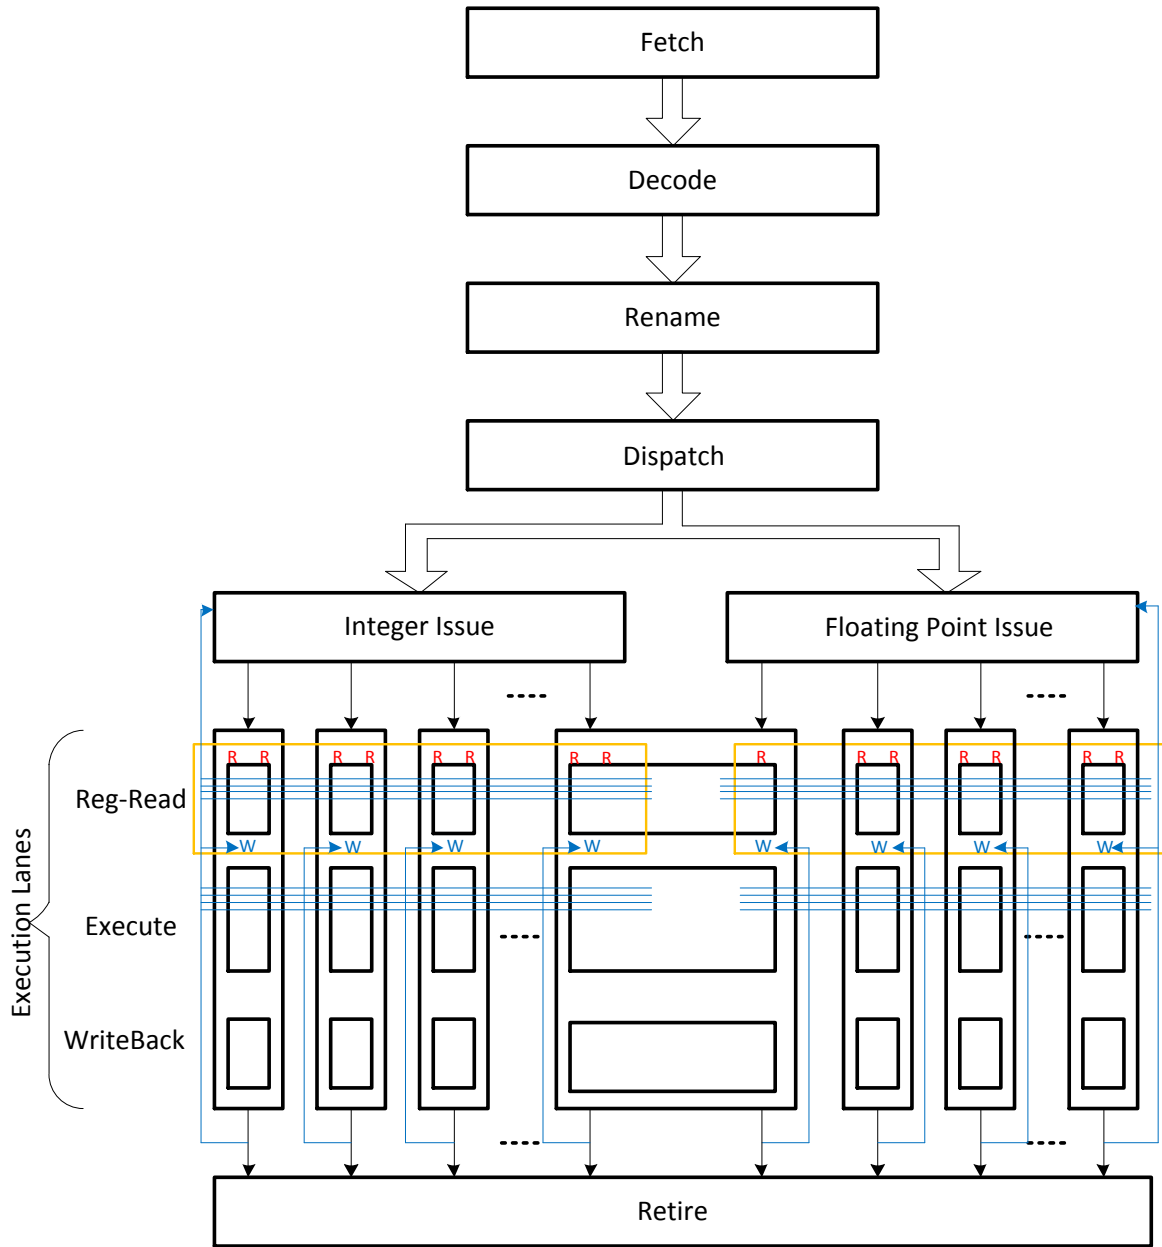 Fetch
Decode
Rename
Dispatch
Integer Issue
Floating Point Issue
R R R R R R R R R R R R R R R
Reg-Read
W W W W W W W W
Execution Lanes
Execute
WriteBack
Retire